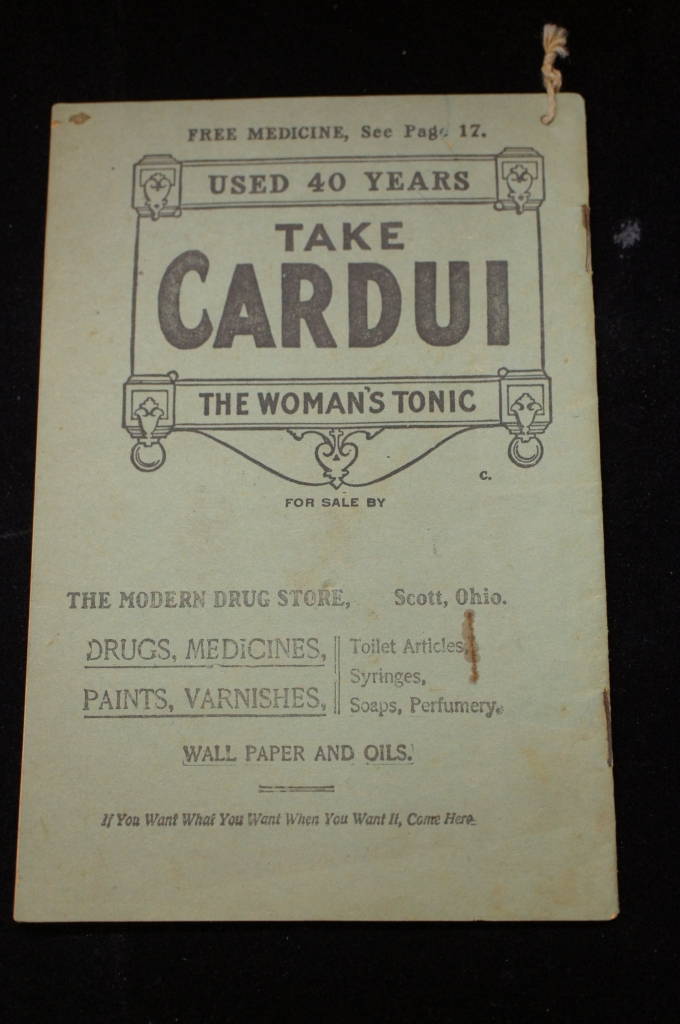 FREE MEDICINE, See Page 17.
USED 40 YEARS
TAKE
CARDUI
THE WOMAN'S TONIC
C.
FOR SALE BY
THE MODERN DRUG STORE, Scott, Ohio.
DRUGS, MEDICINES,
PAINTS, VARNISHES,
Toilet Articles,
Syringes,
Soaps, Perfumery.
WALL PAPER AND OILS.
If You Want What You Want When You Want It, Come Here.